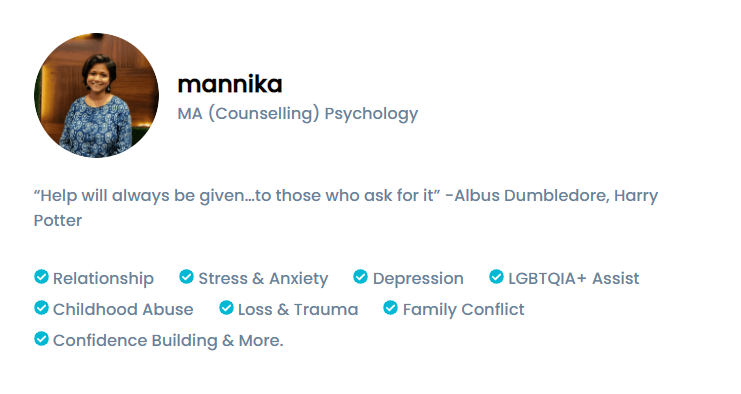 mannika
MA (Counselling) Psychology
“Help will always be given...to those who ask for it” -Albus Dumbledore, Harry
Potter
Relationship Stress & Anxiety Depression LGBTQIA+ Assist
Childhood Abuse Loss & Trauma Family Conflict
Confidence Building & More.